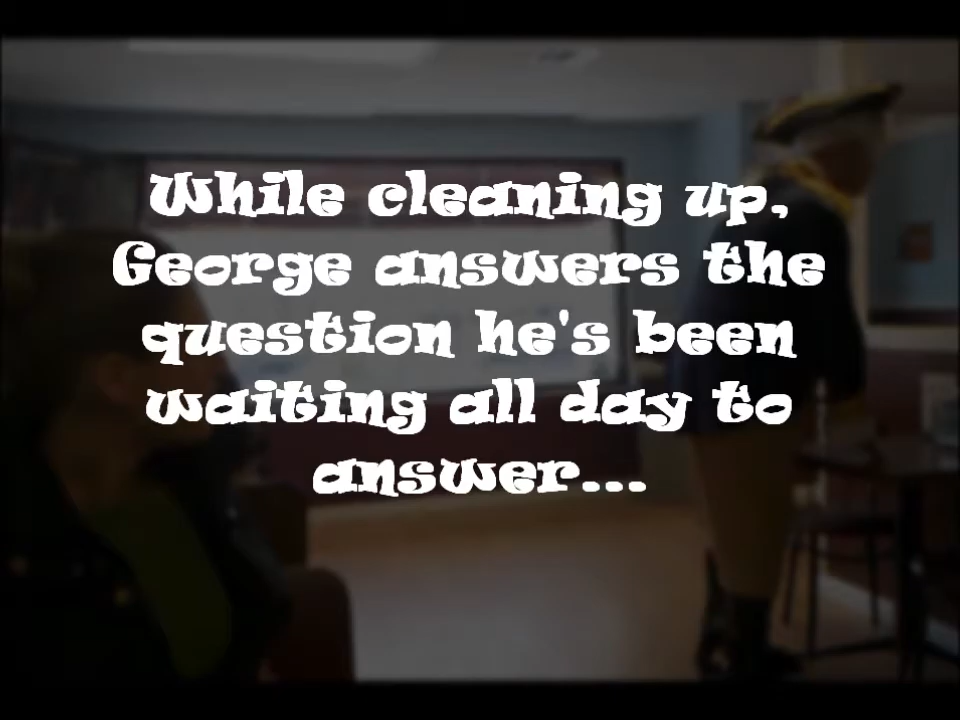 While cleaning up,
George answers the
question he's been
waiting all day to
answer...